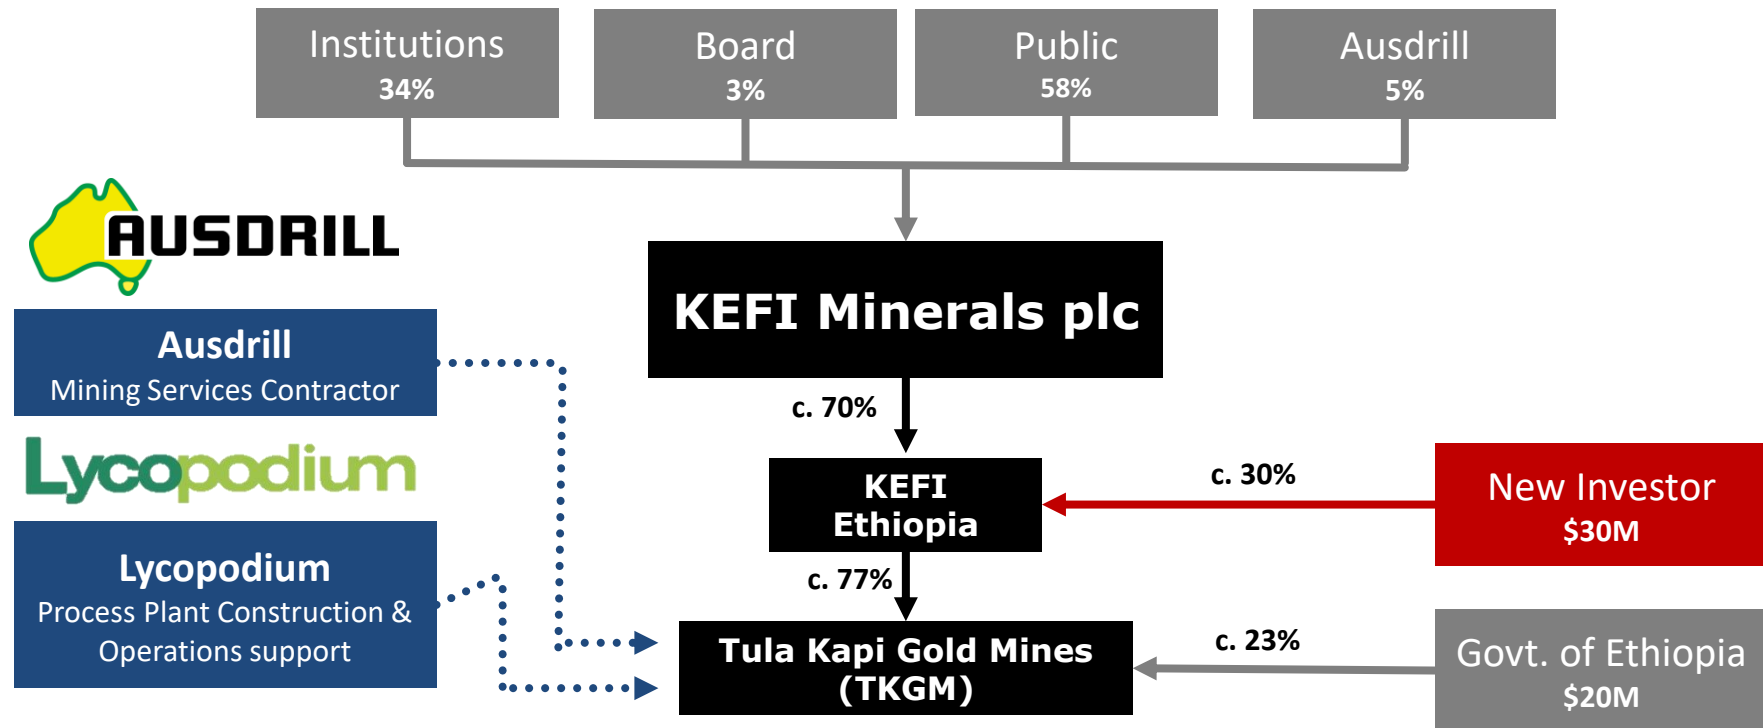 Institutions
34%
Board
3%
Public
58%
Ausdrill
5%
AUSDRILL
KEFI Minerals plc
Ausdrill
Mining Services Contractor
c. 70%
Lycopodium
KEFI
Ethiopia
c. 30%
New Investor
$30M
Lycopodium
Process Plant Construction &
Operations support
c. 77%
Tula Kapi Gold Mines
(TKGM)
c. 23%
Govt. of Ethiopia
$20M